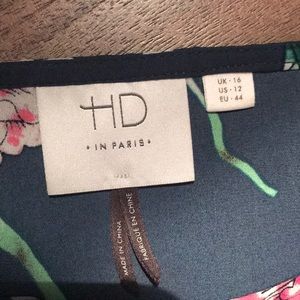 HD
• IN PARIS •
UK • 16
US • 12
EU • 44
MADE IN CHINA
FABRIQUÉ EN CHINE